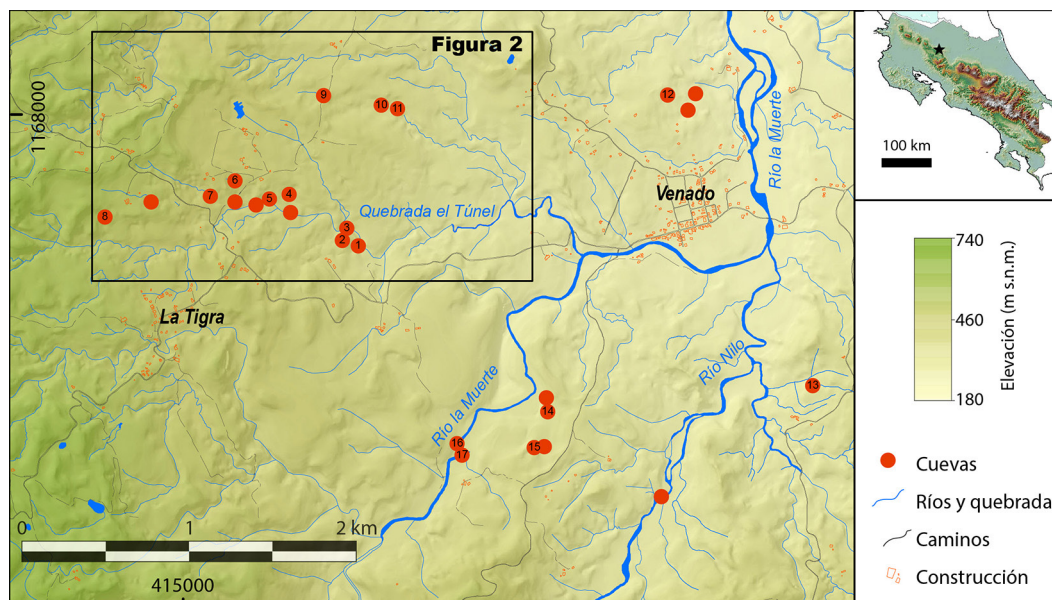 Figura 2
1168000
9
10
11
12
6
7
5
4
8
3
2
1
Quebrada el Túnel
Venado
Río la Muerte
La Tigra
Río la Muerte
Río Nilo
13
14
15
16
17
0 1 2 km
415000
100 km
740
460
180
Elevación (m s.n.m.)
Cuevas
Ríos y quebrada
Caminos
Construcción